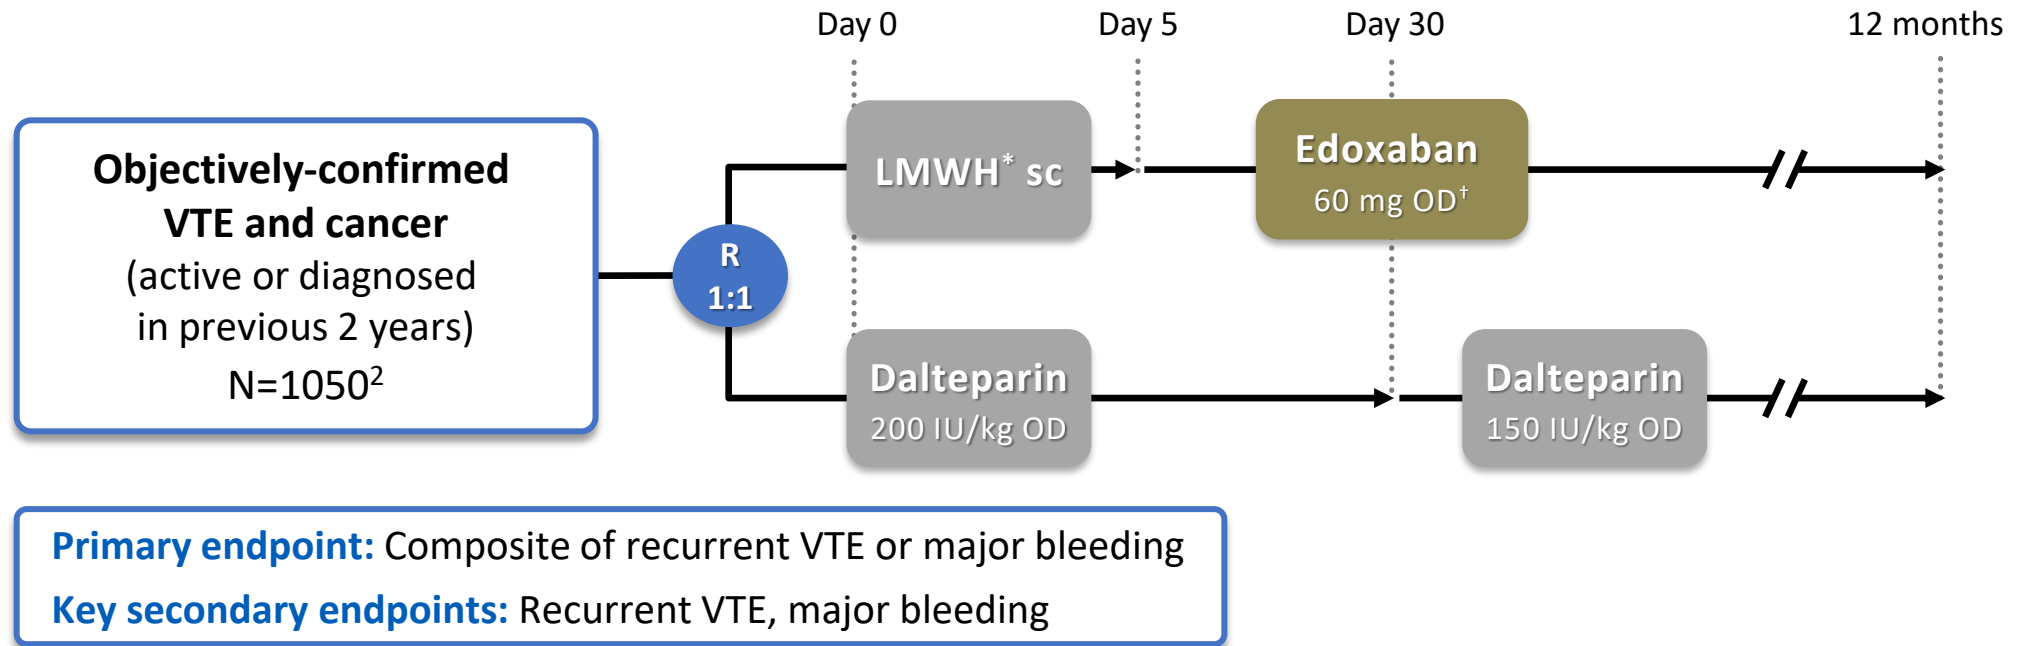 Day 0
Day 5
Day 30
12 months
Objectively-confirmed
VTE and cancer
(active or diagnosed
in previous 2 years)
N=1050²
R
1:1
LMWH* sc
Edoxaban
60 mg OD†
Dalteparin
200 IU/kg OD
Dalteparin
150 IU/kg OD
Primary endpoint: Composite of recurrent VTE or major bleeding
Key secondary endpoints: Recurrent VTE, major bleeding